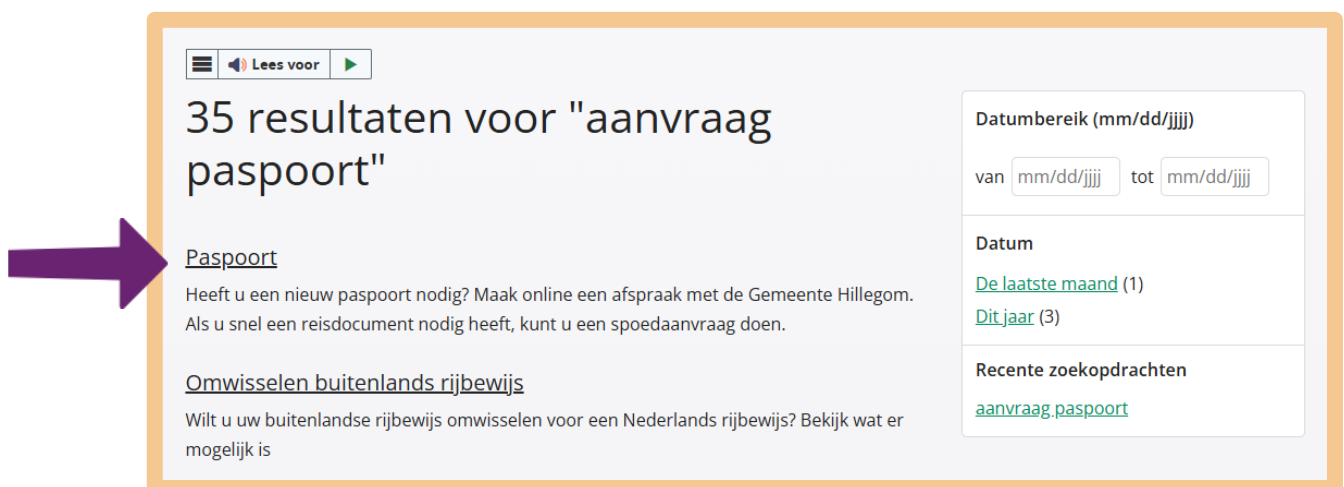 Lees voor
35 resultaten voor "aanvraag
paspoort"
Paspoort
Heeft u een nieuw paspoort nodig? Maak online een afspraak met de Gemeente Hillegom.
Als u snel een reisdocument nodig heeft, kunt u een spoedaanvraag doen.
Omwisselen buitenlands rijbewijs
Wilt u uw buitenlandse rijbewijs omwisselen voor een Nederlands rijbewijs? Bekijk wat er
mogelijk is
Datumbereik (mm/dd/jjjj)
van mm/dd/jjjj tot mm/dd/jjjj
Datum
De laatste maand (1)
Dit jaar (3)
Recente zoekopdrachten
aanvraag paspoort